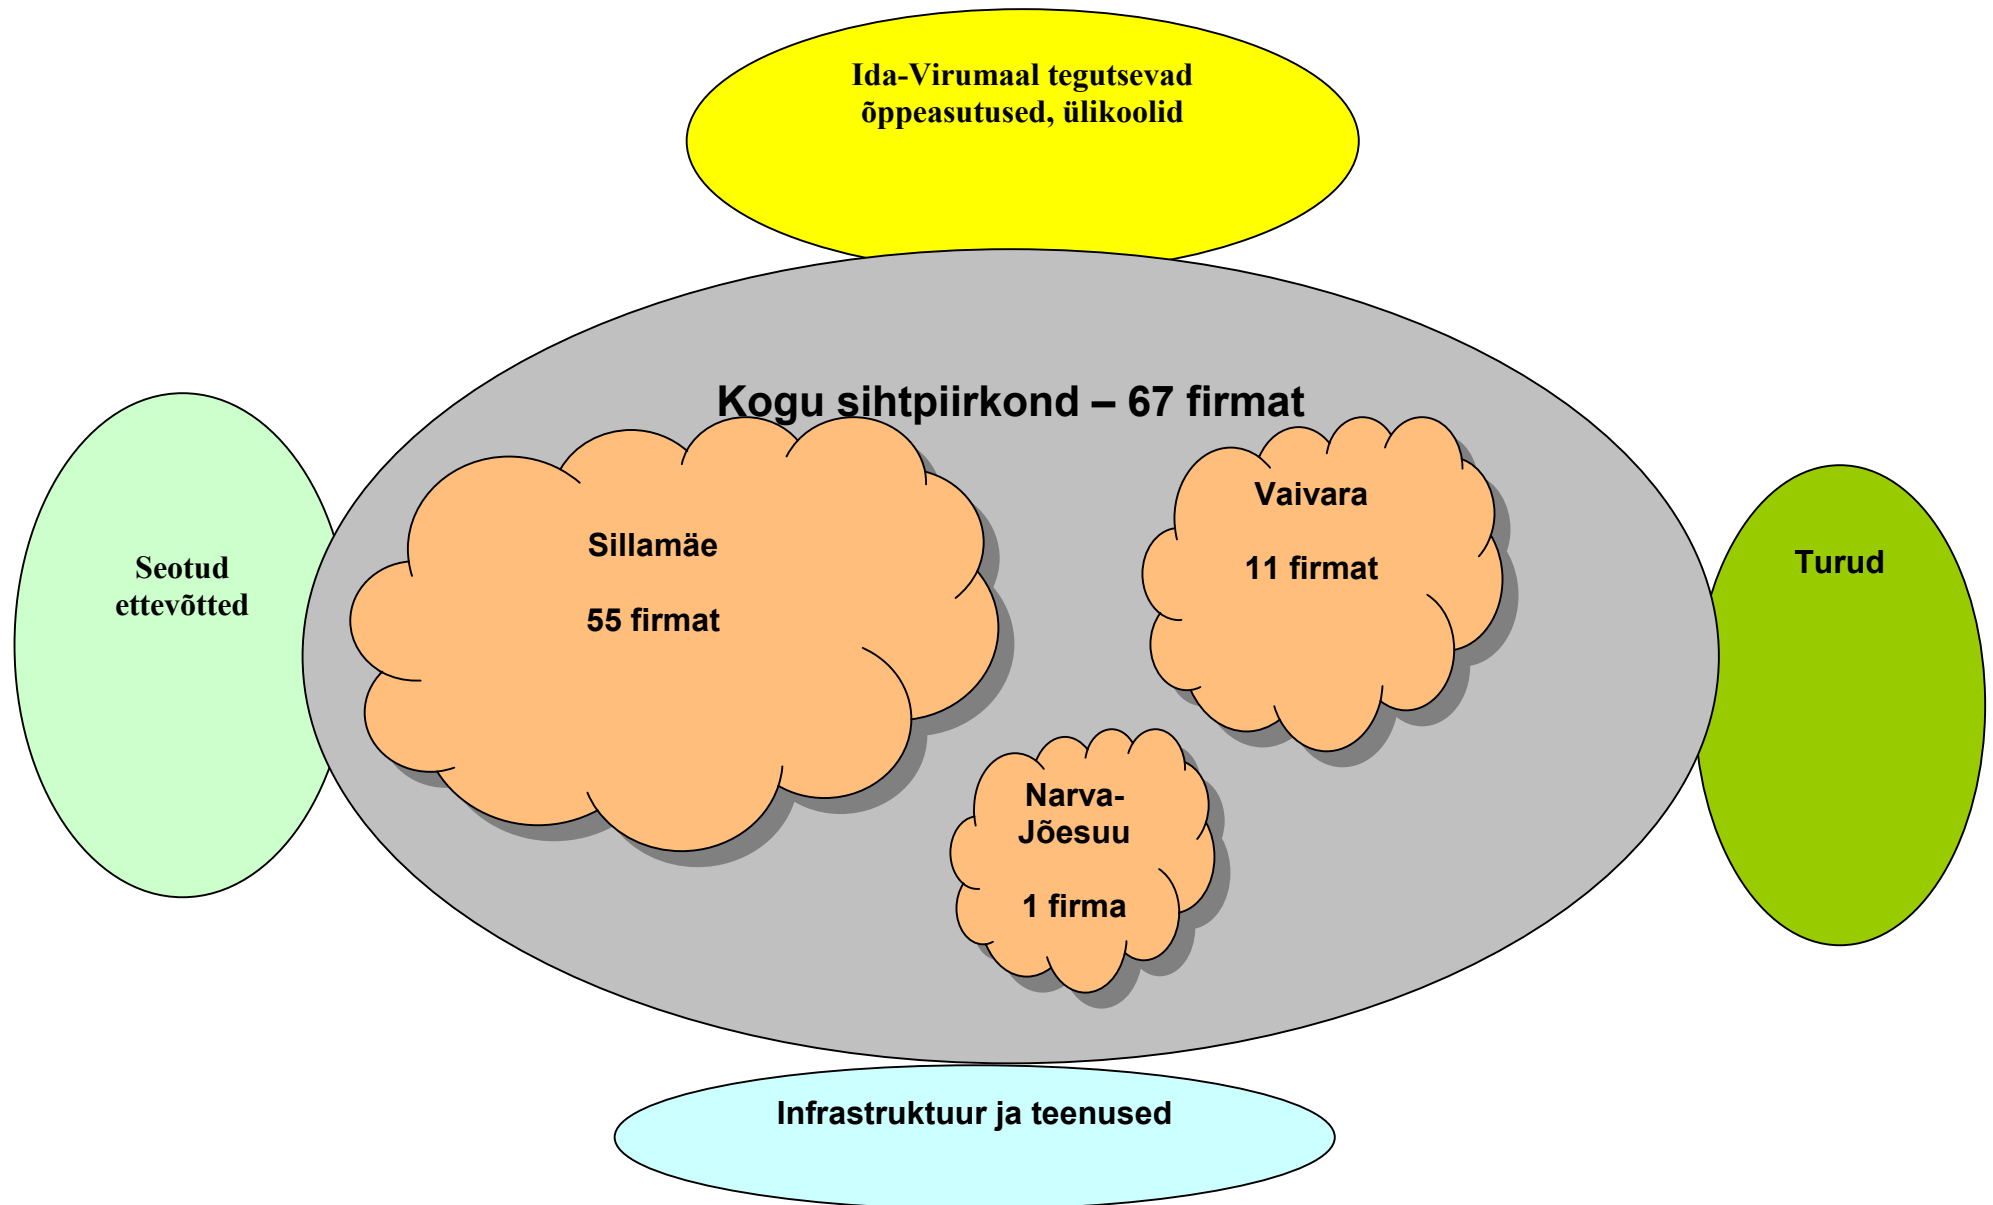 Ida-Virumaal tegutsevad
õppeasutused, ülikoolid
Kogu sihtpiirkond – 67 firmat
Seotud
ettevõtted
Sillamäe
55 firmat
Vaivara
11 firmat
Turud
Narva-
Jõesuu
1 firma
Infrastruktuur ja teenused